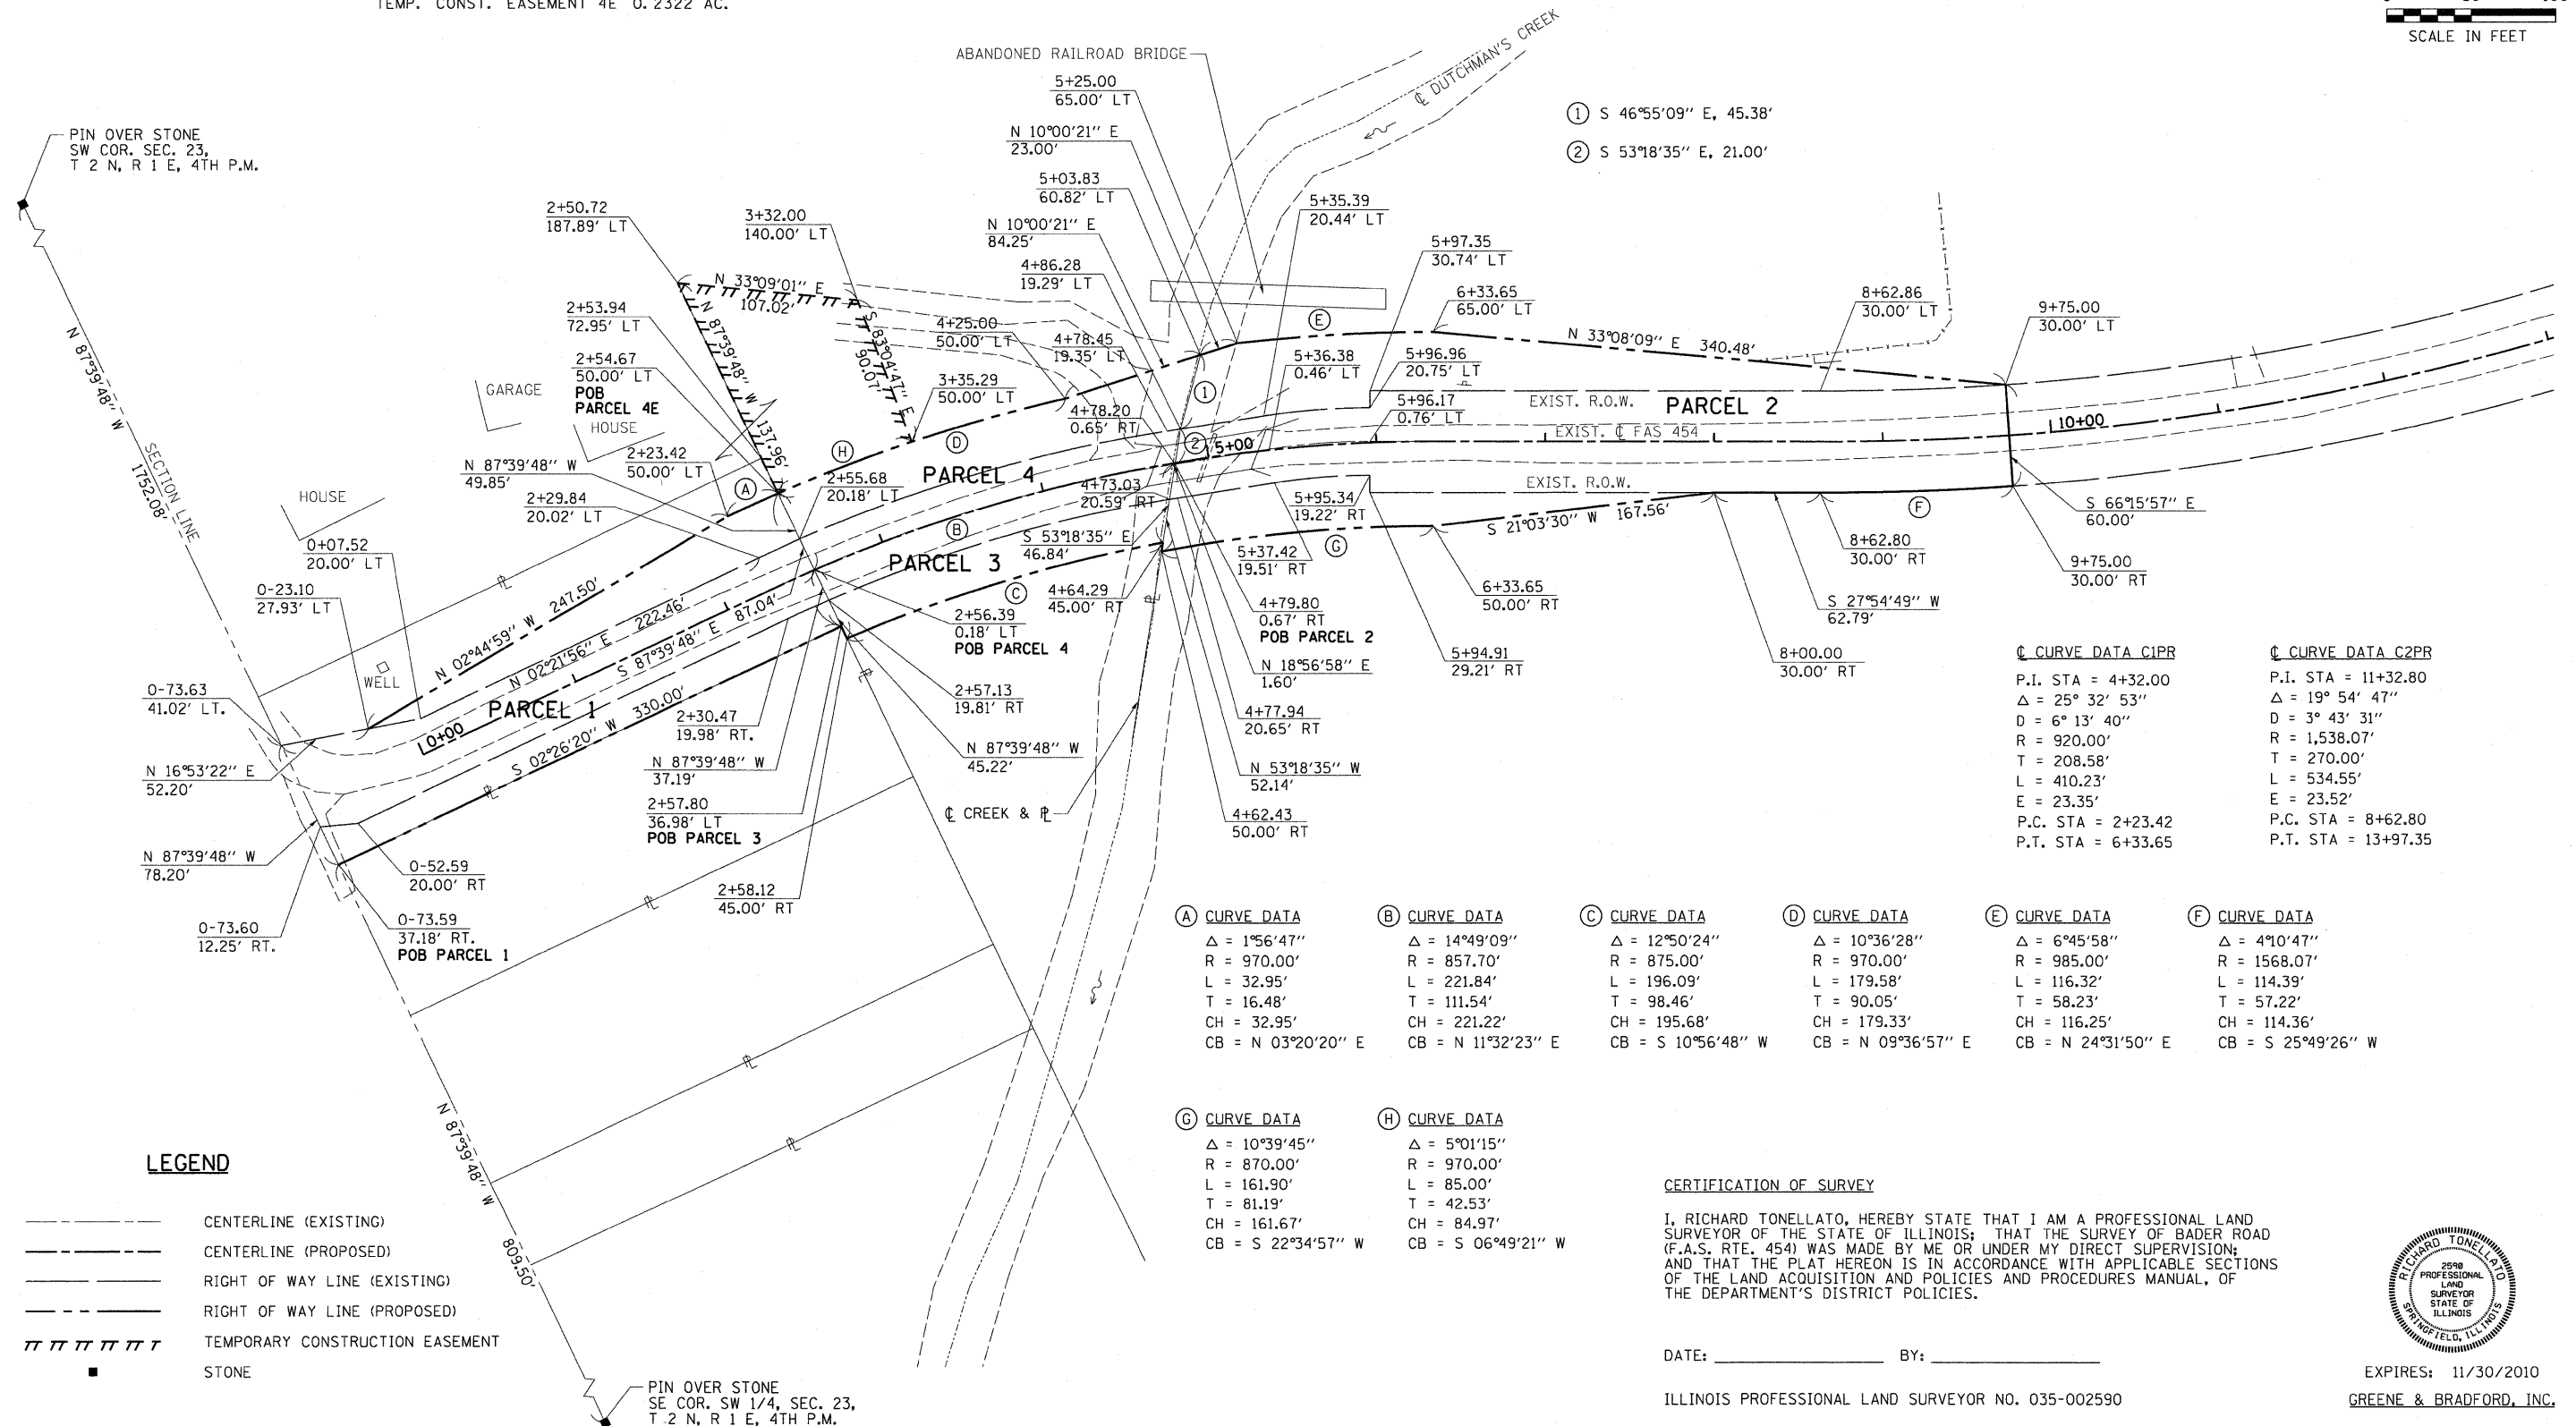 TEMP. CONST. EASEMENT 4E 0.2322 AC.
SCALE IN FEET
PIN OVER STONE
SW COR. SEC. 23,
T 2 N, R 1 E, 4TH P.M.
ABANDONED RAILROAD BRIDGE
℄ DUTCHMAN'S CREEK
5+25.00
65.00' LT
N 10°00'21" E
23.00'
5+03.83
60.82' LT
N 10°00'21" E
84.25'
4+86.28
19.29' LT
① S 46°55'09" E, 45.38'
② S 53°18'35" E, 21.00'
5+35.39
20.44' LT
5+97.35
30.74' LT
6+33.65
65.00' LT
8+62.86
30.00' LT
9+75.00
30.00' LT
2+50.72
187.89' LT
3+32.00
140.00' LT
N 33°09'01" E
107.02'
N 87°39'48" W
137.96'
S 83°04'47" E
90.07'
2+53.94
72.95' LT
2+54.67
50.00' LT
POB
PARCEL 4E
4+25.00
50.00' LT
4+78.45
19.35' LT
3+35.29
50.00' LT
4+78.20
0.65' RT
Ⓔ
N 33°08'09" E 340.48'
5+36.38
0.46' LT
5+96.96
20.75' LT
5+96.17
0.76' LT
EXIST. R.O.W.
PARCEL 2
EXIST. ℄ FAS 454
EXIST. R.O.W.
5+00
10+00
①
②
GARAGE
HOUSE
HOUSE
WELL
N 87°39'48" W
SECTION LINE
1752.08'
2+23.42
50.00' LT
N 87°39'48" W
49.85'
2+29.84
20.02' LT
0+07.52
20.00' LT
0-23.10
27.93' LT
0-73.63
41.02' LT.
N 16°53'22" E
52.20'
N 87°39'48" W
78.20'
0-73.60
12.25' RT.
0-73.59
37.18' RT.
POB PARCEL 1
0-52.59
20.00' RT
Ⓐ
Ⓗ
Ⓓ
Ⓑ
Ⓒ
PARCEL 4
PARCEL 3
PARCEL 1
0+00
N 02°44'59" W 247.50'
N 02°21'56" E 222.46'
S 87°39'48" E 87.04'
S 02°26'20" W 330.00'
2+55.68
20.18' LT
4+73.03
20.59' RT
S 53°18'35" E
46.84'
4+64.29
45.00' RT
2+56.39
0.18' LT
POB PARCEL 4
2+57.13
19.81' RT
N 87°39'48" W
45.22'
2+30.47
19.98' RT.
N 87°39'48" W
37.19'
2+57.80
36.98' LT
POB PARCEL 3
2+58.12
45.00' RT
℄ CREEK & ℙL
5+95.34
19.22' RT
5+37.42
19.51' RT
Ⓖ
4+79.80
0.67' RT
POB PARCEL 2
N 18°56'58" E
1.60'
4+77.94
20.65' RT
N 53°18'35" W
52.14'
4+62.43
50.00' RT
S 21°03'30" W 167.56'
6+33.65
50.00' RT
5+94.91
29.21' RT
Ⓕ
8+62.80
30.00' RT
S 27°54'49" W
62.79'
8+00.00
30.00' RT
S 66°15'57" E
60.00'
9+75.00
30.00' RT
℄ CURVE DATA C1PR
P.I. STA = 4+32.00
Δ = 25° 32' 53"
D = 6° 13' 40"
R = 920.00'
T = 208.58'
L = 410.23'
E = 23.35'
P.C. STA = 2+23.42
P.T. STA = 6+33.65
℄ CURVE DATA C2PR
P.I. STA = 11+32.80
Δ = 19° 54' 47"
D = 3° 43' 31"
R = 1,538.07'
T = 270.00'
L = 534.55'
E = 23.52'
P.C. STA = 8+62.80
P.T. STA = 13+97.35
Ⓐ CURVE DATA
Δ = 1°56'47"
R = 970.00'
L = 32.95'
T = 16.48'
CH = 32.95'
CB = N 03°20'20" E
Ⓑ CURVE DATA
Δ = 14°49'09"
R = 857.70'
L = 221.84'
T = 111.54'
CH = 221.22'
CB = N 11°32'23" E
Ⓒ CURVE DATA
Δ = 12°50'24"
R = 875.00'
L = 196.09'
T = 98.46'
CH = 195.68'
CB = S 10°56'48" W
Ⓓ CURVE DATA
Δ = 10°36'28"
R = 970.00'
L = 179.58'
T = 90.05'
CH = 179.33'
CB = N 09°36'57" E
Ⓔ CURVE DATA
Δ = 6°45'58"
R = 985.00'
L = 116.32'
T = 58.23'
CH = 116.25'
CB = N 24°31'50" E
Ⓕ CURVE DATA
Δ = 4°10'47"
R = 1568.07'
L = 114.39'
T = 57.22'
CH = 114.36'
CB = S 25°49'26" W
Ⓖ CURVE DATA
Δ = 10°39'45"
R = 870.00'
L = 161.90'
T = 81.19'
CH = 161.67'
CB = S 22°34'57" W
Ⓗ CURVE DATA
Δ = 5°01'15"
R = 970.00'
L = 85.00'
T = 42.53'
CH = 84.97'
CB = S 06°49'21" W
N 87°39'48" W
809.50'
LEGEND
CENTERLINE (EXISTING)
CENTERLINE (PROPOSED)
RIGHT OF WAY LINE (EXISTING)
RIGHT OF WAY LINE (PROPOSED)
TEMPORARY CONSTRUCTION EASEMENT
STONE
PIN OVER STONE
SE COR. SW 1/4, SEC. 23,
T 2 N, R 1 E, 4TH P.M.
CERTIFICATION OF SURVEY
I, RICHARD TONELLATO, HEREBY STATE THAT I AM A PROFESSIONAL LAND
SURVEYOR OF THE STATE OF ILLINOIS; THAT THE SURVEY OF BADER ROAD
(F.A.S. RTE. 454) WAS MADE BY ME OR UNDER MY DIRECT SUPERVISION;
AND THAT THE PLAT HEREON IS IN ACCORDANCE WITH APPLICABLE SECTIONS
OF THE LAND ACQUISITION AND POLICIES AND PROCEDURES MANUAL, OF
THE DEPARTMENT'S DISTRICT POLICIES.
DATE: BY:
ILLINOIS PROFESSIONAL LAND SURVEYOR NO. 035-002590
RICHARD TONELLATO
2590
PROFESSIONAL
LAND
SURVEYOR
STATE OF
ILLINOIS
SPRINGFIELD, ILLINOIS
EXPIRES: 11/30/2010
GREENE & BRADFORD, INC.